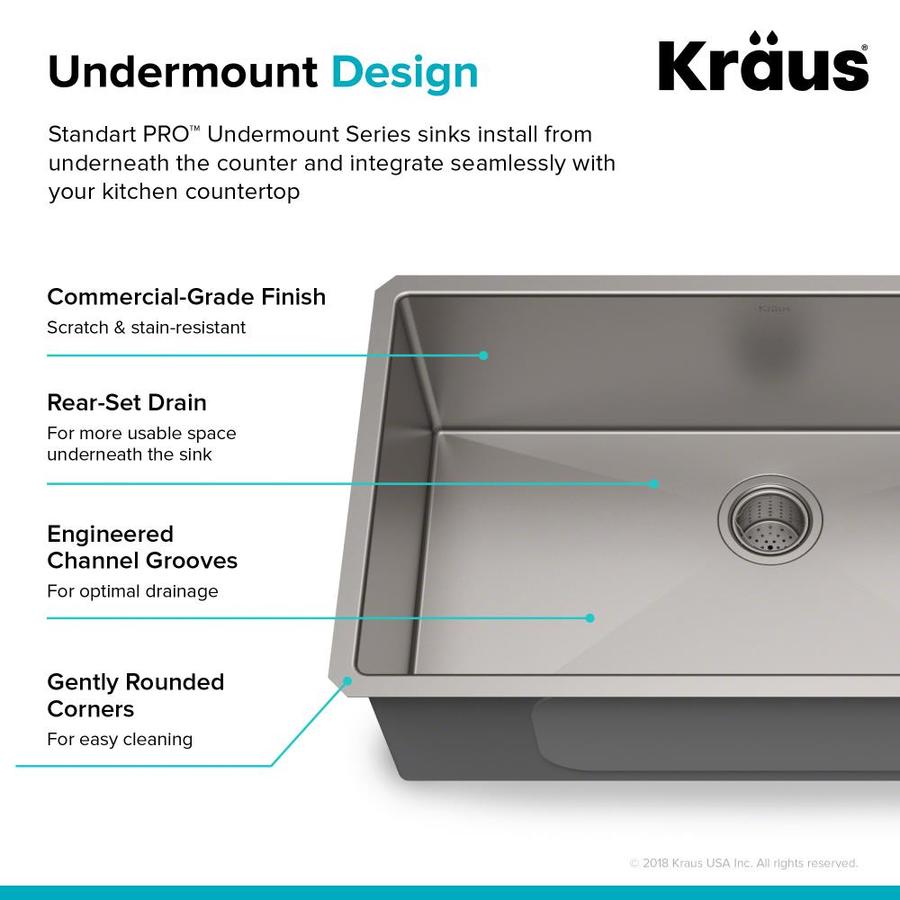 Undermount Design
Kräus®
Standart PRO™ Undermount Series sinks install from
underneath the counter and integrate seamlessly with
your kitchen countertop
Commercial-Grade Finish
Scratch & stain-resistant
Kraus
Rear-Set Drain
For more usable space
underneath the sink
Engineered
Channel Grooves
For optimal drainage
Gently Rounded
Corners
For easy cleaning
© 2018 Kraus USA Inc. All rights reserved.